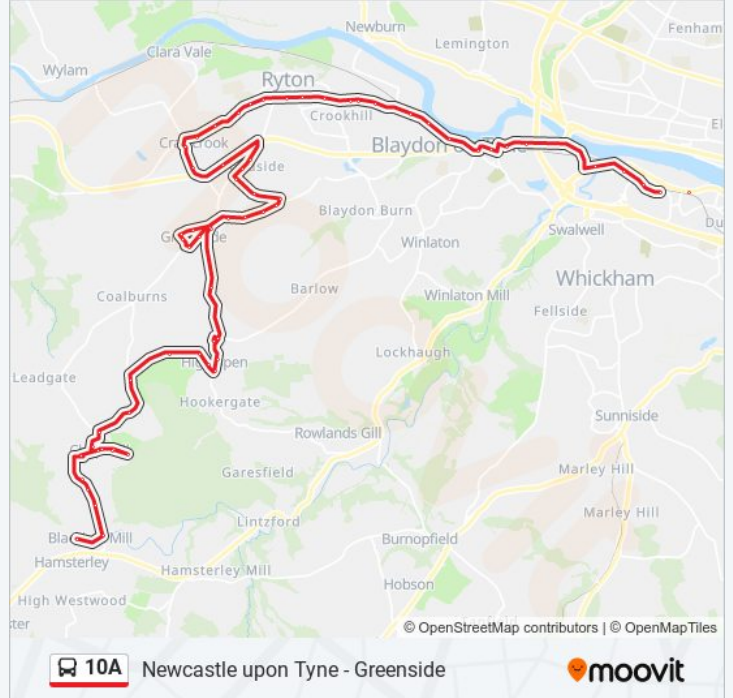 Newburn
Fenham
Clara Vale
Lemington
Wylam
Ryton
Crookhill
Blaydon
Blaydon Burn
Winlaton
Swalwell
Whickham
Coalburns
Barlow
Winlaton Mill
Fellside
Lockhaugh
Leadgate
Hookergate
Sunniside
Rowlands Gill
Garesfield
Marley Hill
Lintzford
Marley Hill
Burnopfield
Mill
Hamsterley
Hamsterley Mill
Hobson
High Westwood
© OpenStreetMap contributors | © OpenMapTiles
10A Newcastle upon Tyne - Greenside
moovit